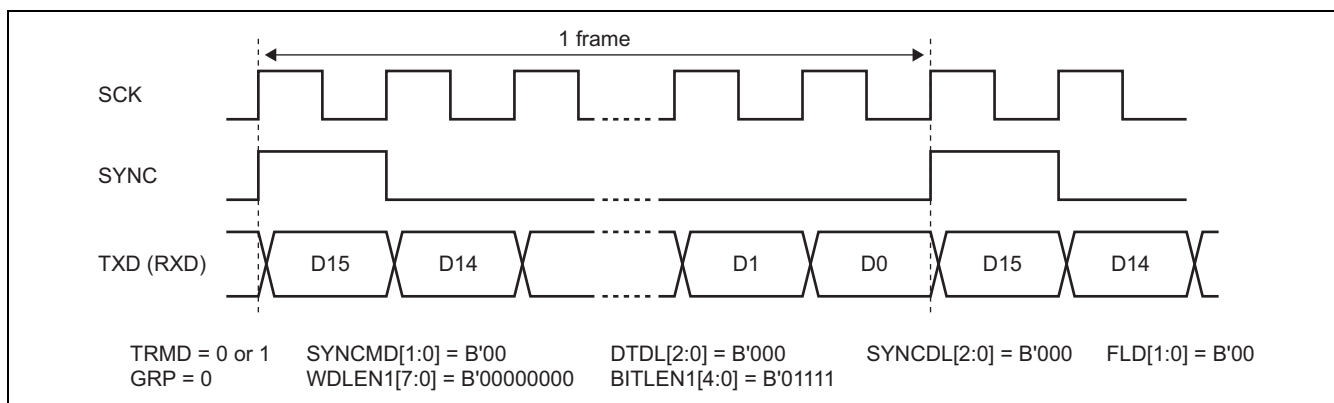 1 frame
SCK
SYNC
TXD (RXD) D15 D14 D1 D0 D15 D14
TRMD = 0 or 1 SYNCMD[1:0] = B'00 DTDL[2:0] = B'000 SYNCDL[2:0] = B'000 FLD[1:0] = B'00
GRP = 0 WDLEN1[7:0] = B'00000000 BITLEN1[4:0] = B'01111